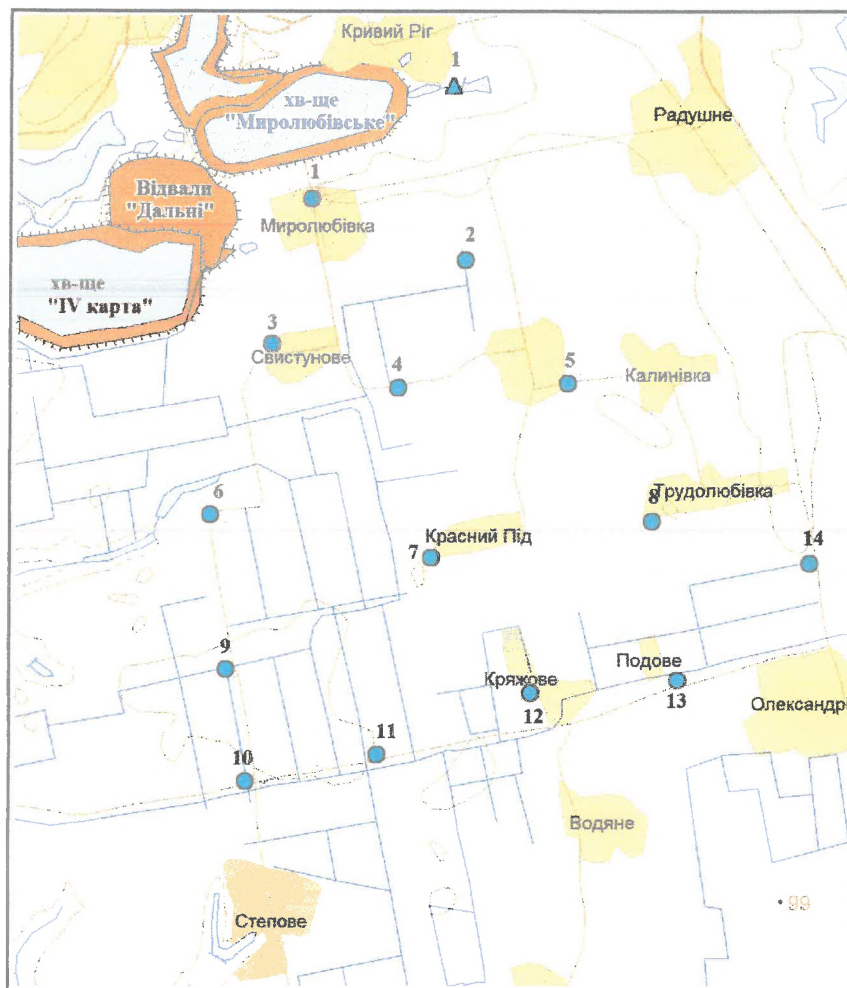 Кривий Ріг
1
хв-ще
"Миролюбівське"
Радушне
Відвали
"Дальні"
1
Миролюбівка
2
хв-ще
"IV карта"
3
Свистунове
4
5
Калинівка
6
8
Трудолюбівка
7
Красний Під
14
9
Кряжове
12
Подове
13
Олександрі
11
10
Водяне
99
Степове